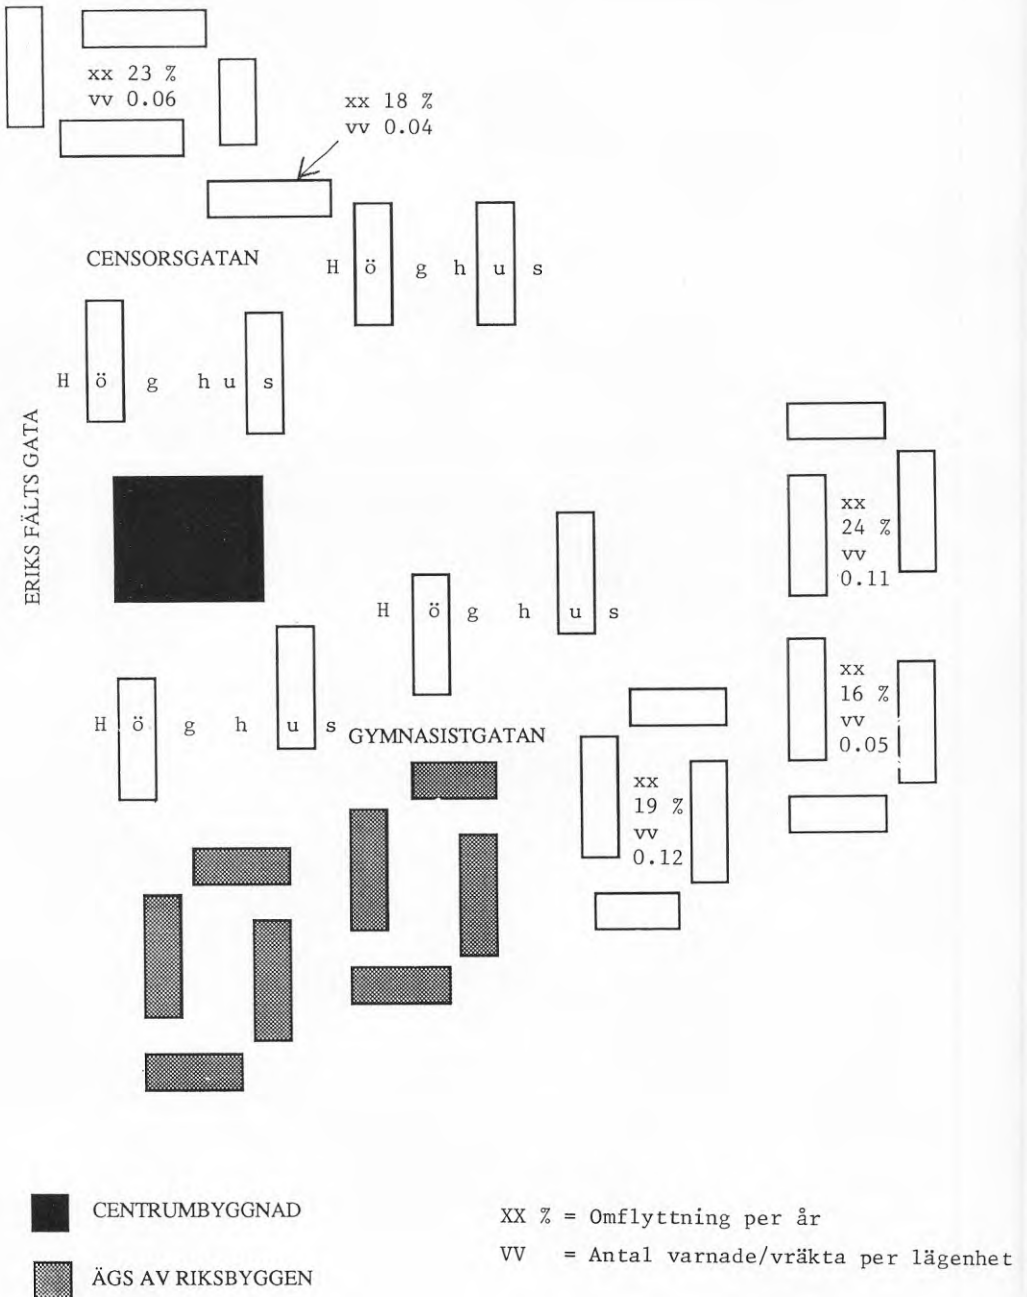 xx 23 %
vv 0.06
xx 18 %
vv 0.04
CENSORSGATAN
H ö g h u s
H ö g h u s
ERIKS FÄLTS GATA
xx
24 %
vv
0.11
H ö g h u s
xx
16 %
vv
0.05
H ö g h u s
GYMNASISTGATAN
xx
19 %
vv
0.12
CENTRUMBYGGNAD
XX % = Omflyttning per år
VV = Antal varnade/vräkta per lägenhet
ÄGS AV RIKSBYGGEN